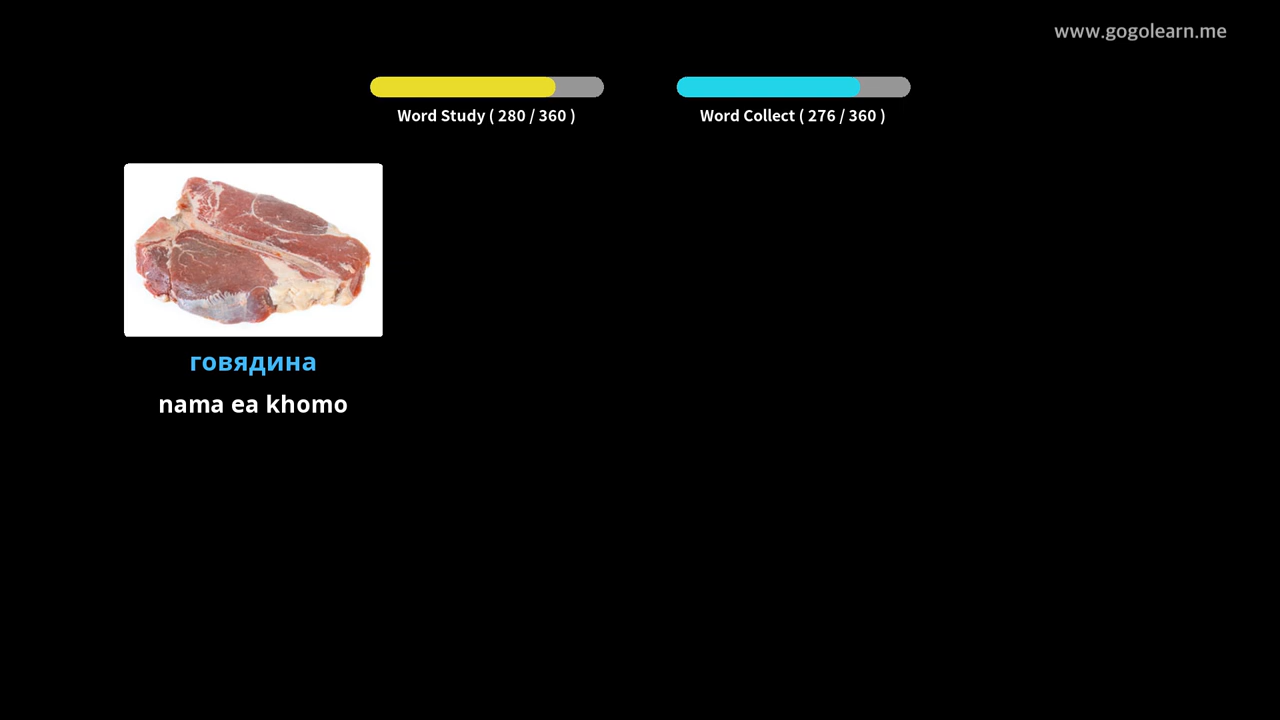 www.gogolearn.me
Word Study ( 280 / 360 )
Word Collect ( 276 / 360 )
говядина
nama ea khomo